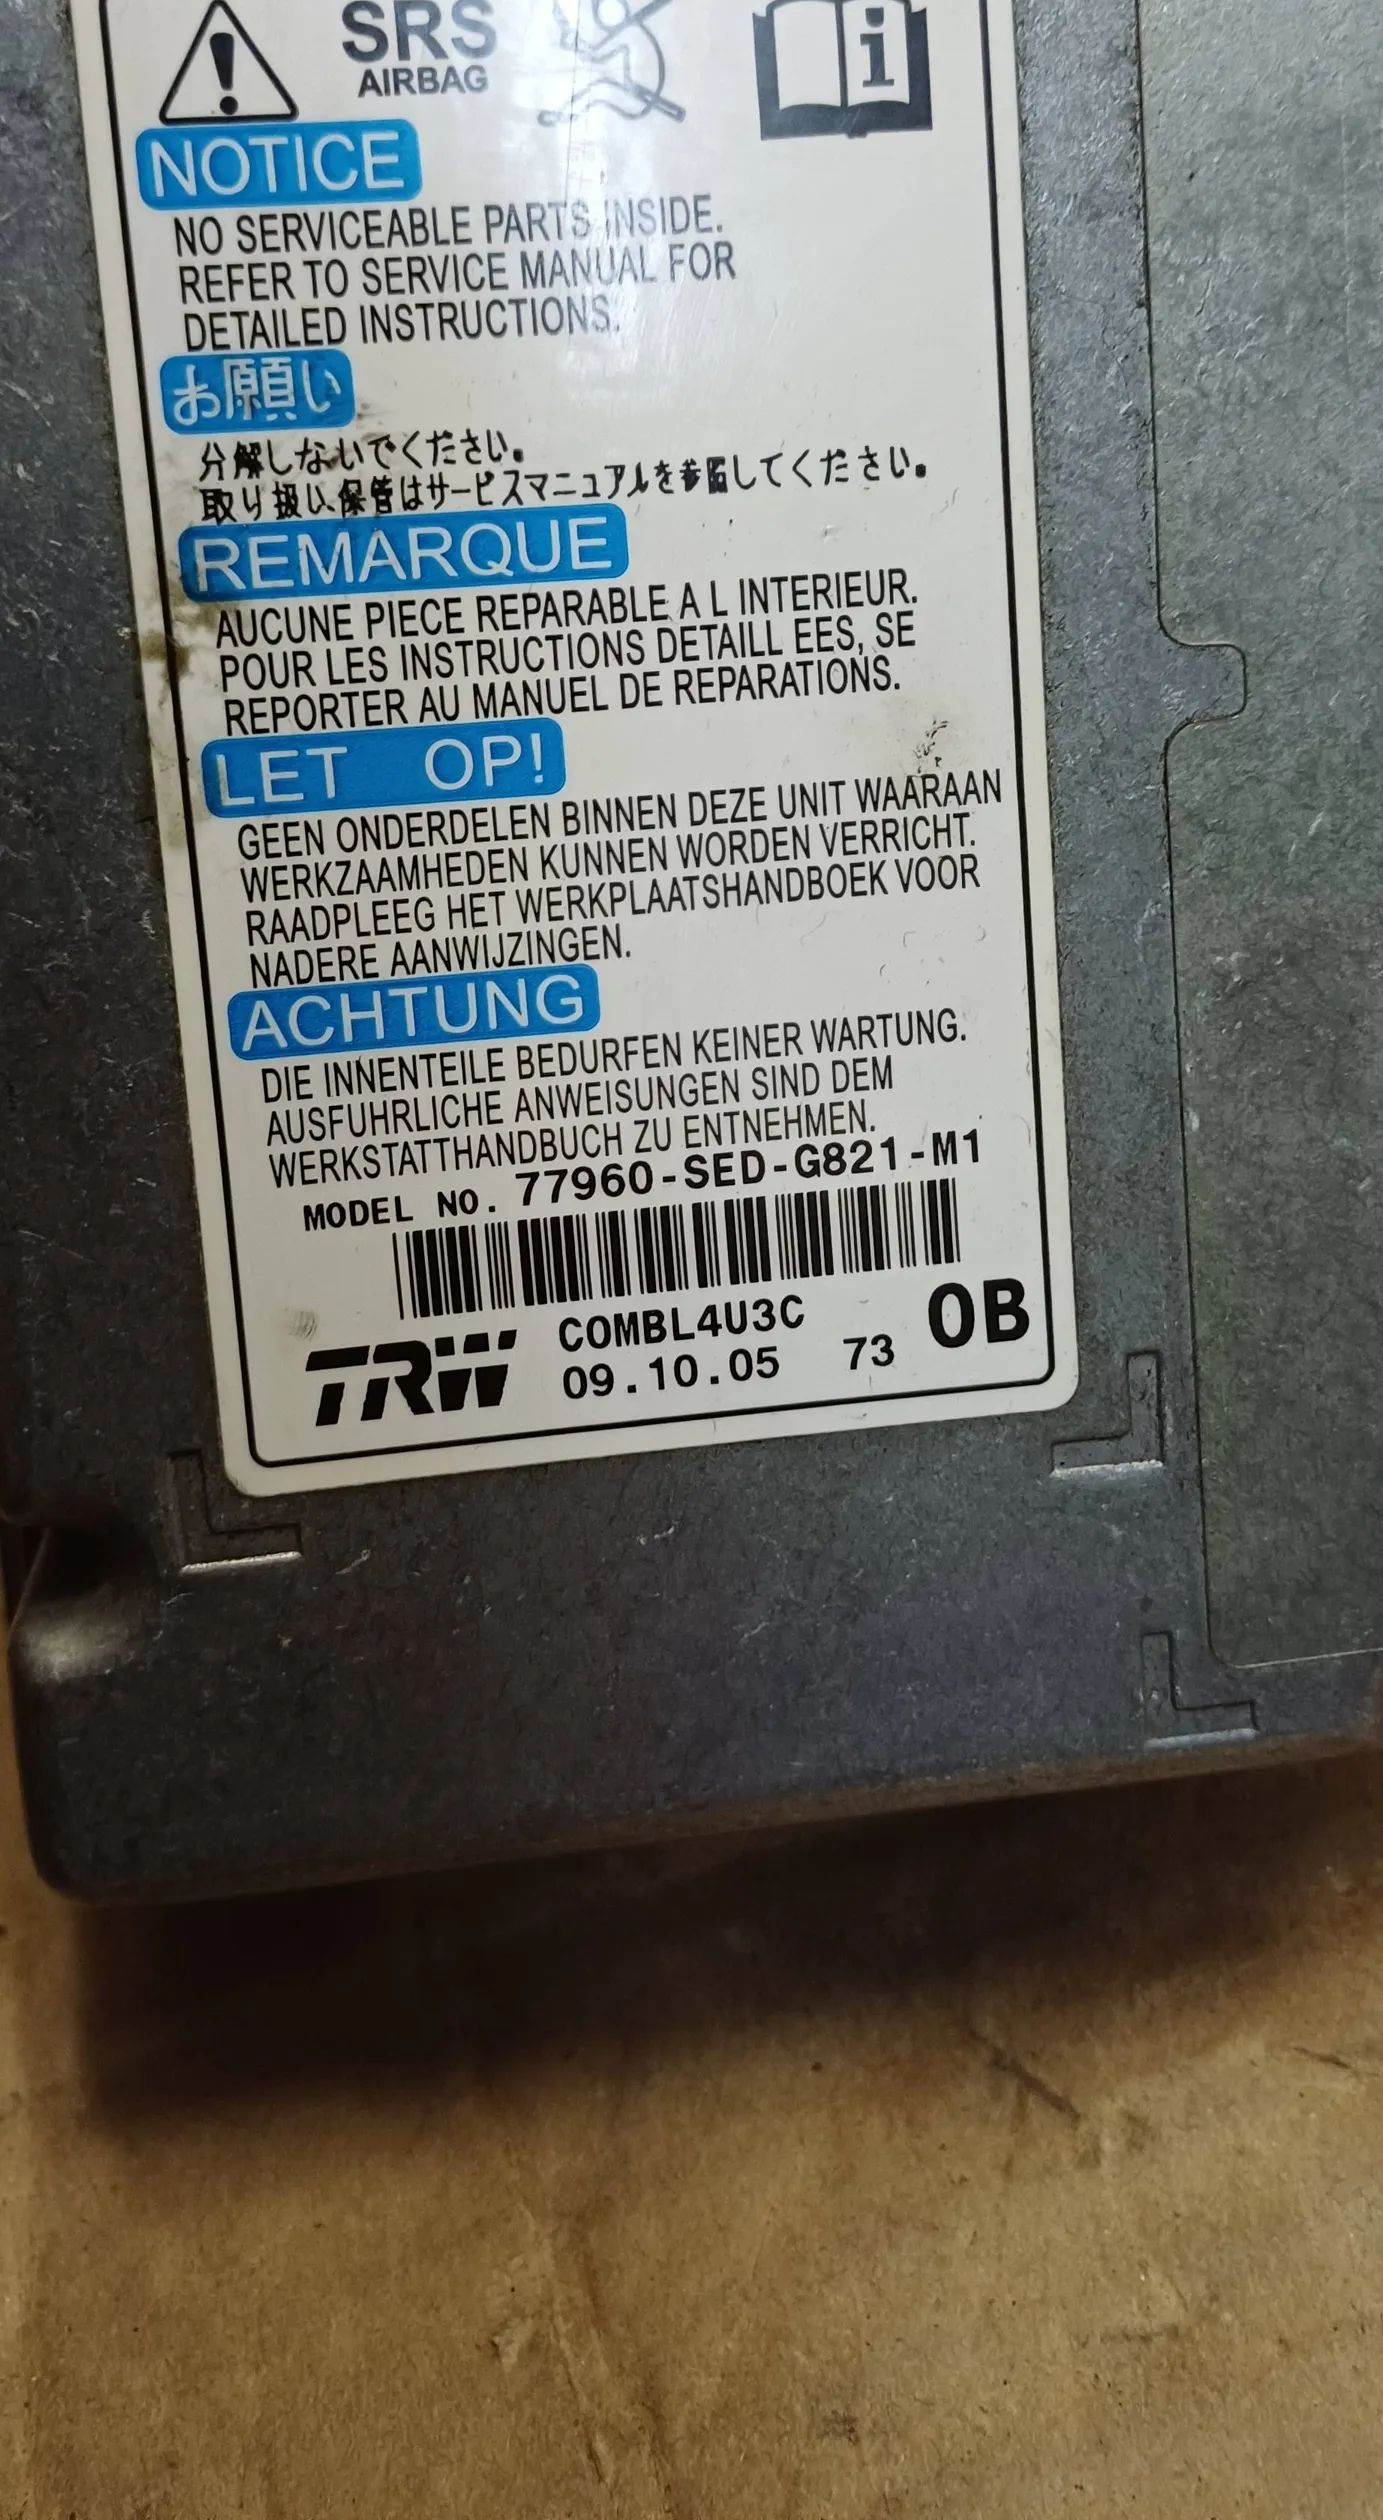 SRS
AIRBAG
NOTICE
NO SERVICEABLE PARTS INSIDE.
REFER TO SERVICE MANUAL FOR
DETAILED INSTRUCTIONS.
お願い
分解しないでください。
取り扱い、保管はサービスマニュアルを参照してください。
REMARQUE
AUCUNE PIECE REPARABLE A L INTERIEUR.
POUR LES INSTRUCTIONS DETAILL EES, SE
REPORTER AU MANUEL DE REPARATIONS.
LET OP!
GEEN ONDERDELEN BINNEN DEZE UNIT WAARAAN
WERKZAAMHEDEN KUNNEN WORDEN VERRICHT.
RAADPLEEG HET WERKPLAATSHANDBOEK VOOR
NADERE AANWIJZINGEN.
ACHTUNG
DIE INNENTEILE BEDURFEN KEINER WARTUNG.
AUSFUHRLICHE ANWEISUNGEN SIND DEM
WERKSTATTHANDBUCH ZU ENTNEHMEN.
MODEL NO. 77960-SED-G821-M1
TRW COMBL4U3C 0B
09.10.05 73